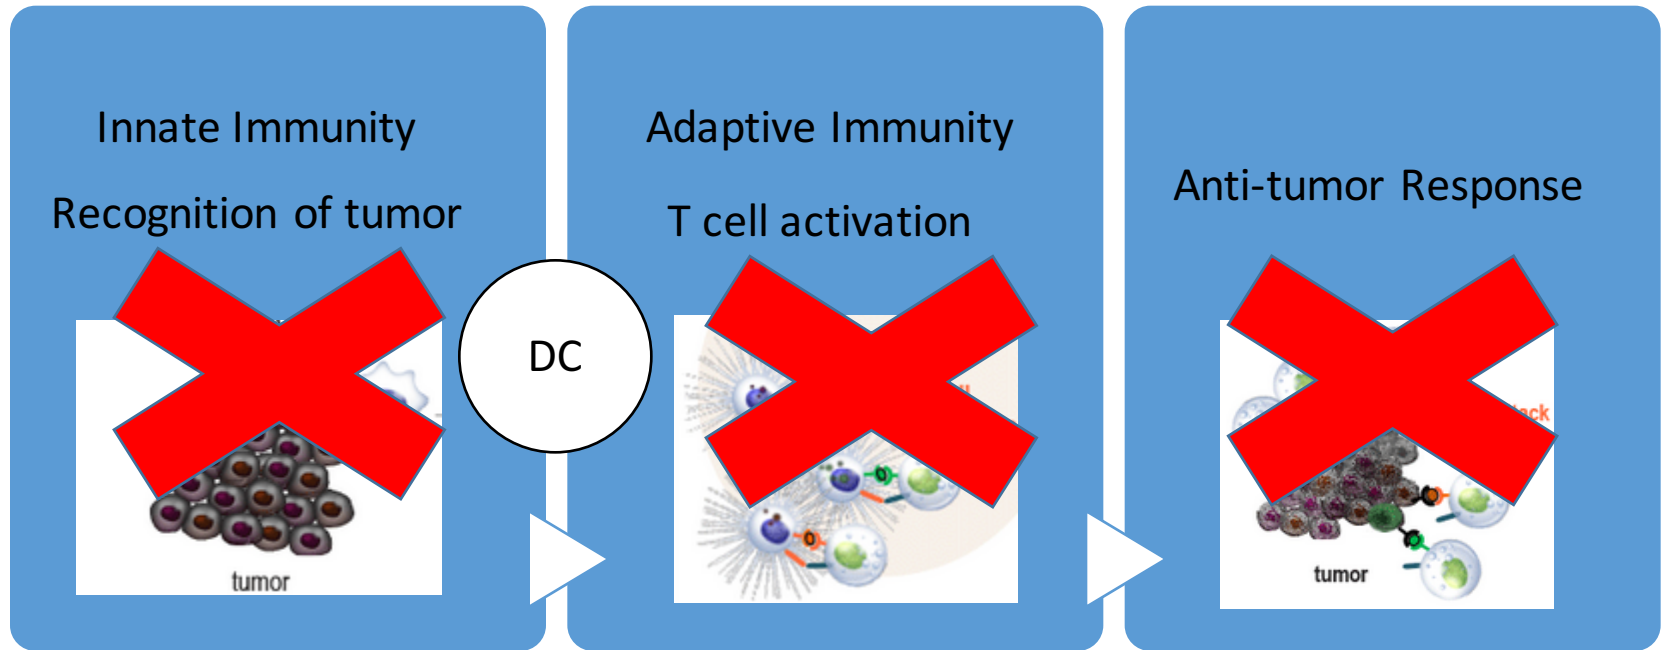 Innate Immunity
Recognition of tumor
tumor
DC
Adaptive Immunity
T cell activation
Anti-tumor Response
tumor